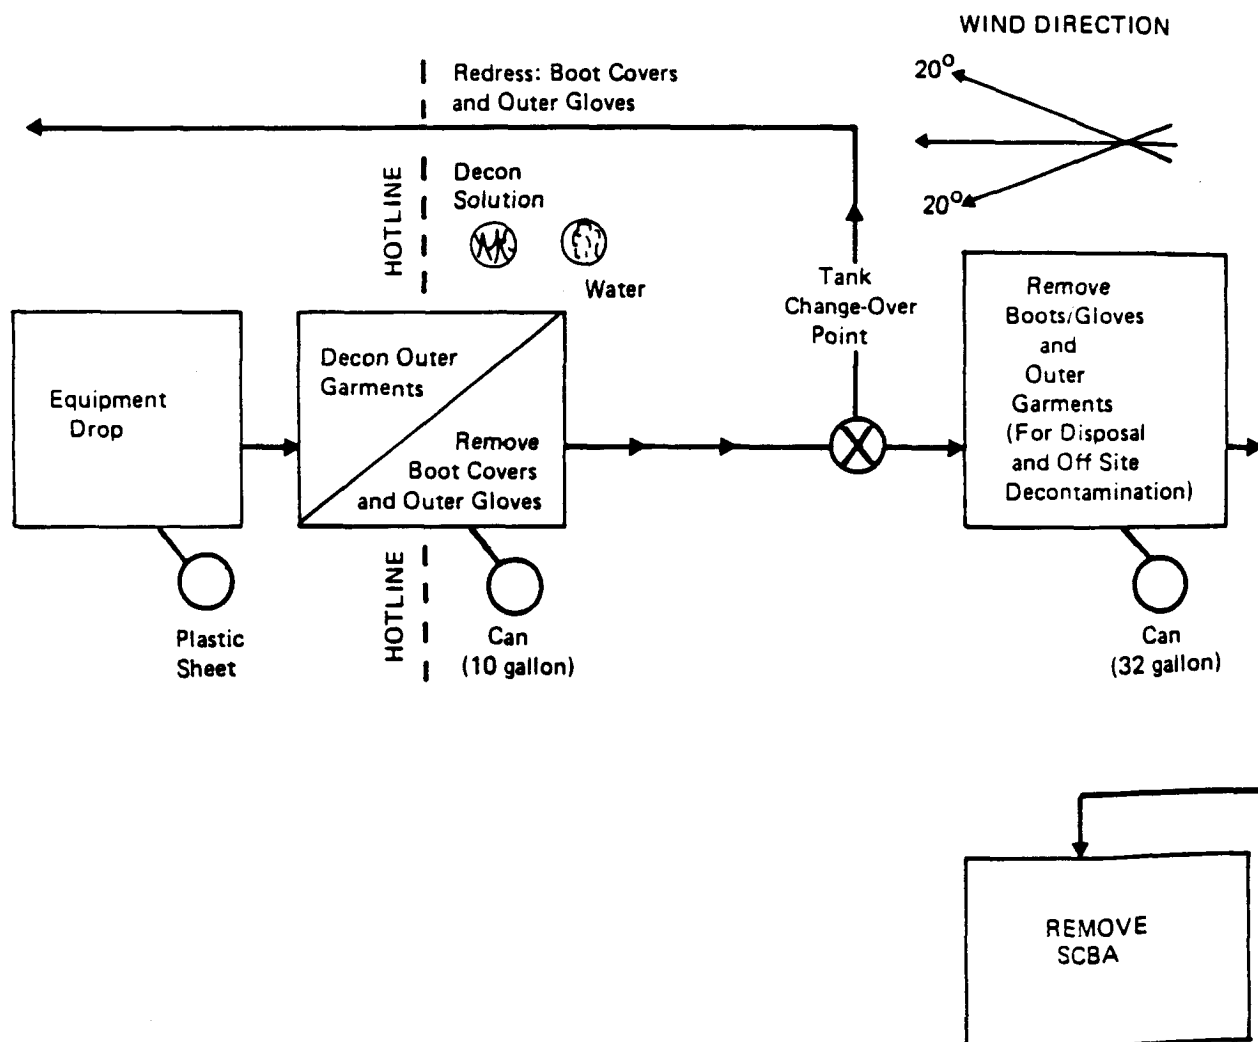 WIND DIRECTION
20°
20°
Redress: Boot Covers
and Outer Gloves
HOTLINE
Decon
Solution
Water
Tank
Change-Over
Point
Equipment
Drop
Decon Outer
Garments
Remove
Boot Covers
and Outer Gloves
Remove
Boots/Gloves
and
Outer
Garments
(For Disposal
and Off Site
Decontamination)
Plastic
Sheet
HOTLINE
Can
(10 gallon)
Can
(32 gallon)
REMOVE
SCBA